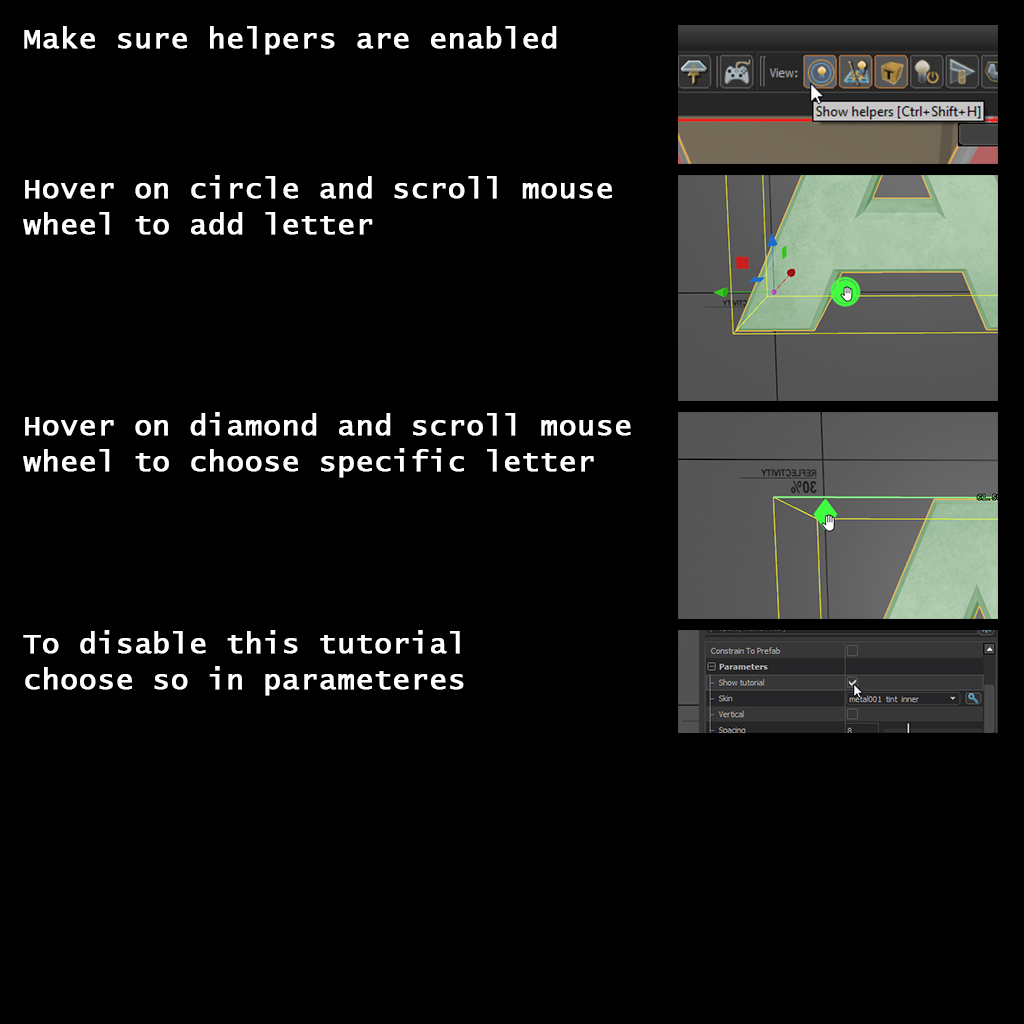 Make sure helpers are enabled
View:
Show helpers [Ctrl+Shift+H]
Hover on circle and scroll mouse
wheel to add letter
Hover on diamond and scroll mouse
wheel to choose specific letter
REFLECTIVITY
30%
To disable this tutorial
choose so in parameteres
Constrain To Prefab
Parameters
Show tutorial
Skin
metal001_tint_inner
Vertical
Spacing
8